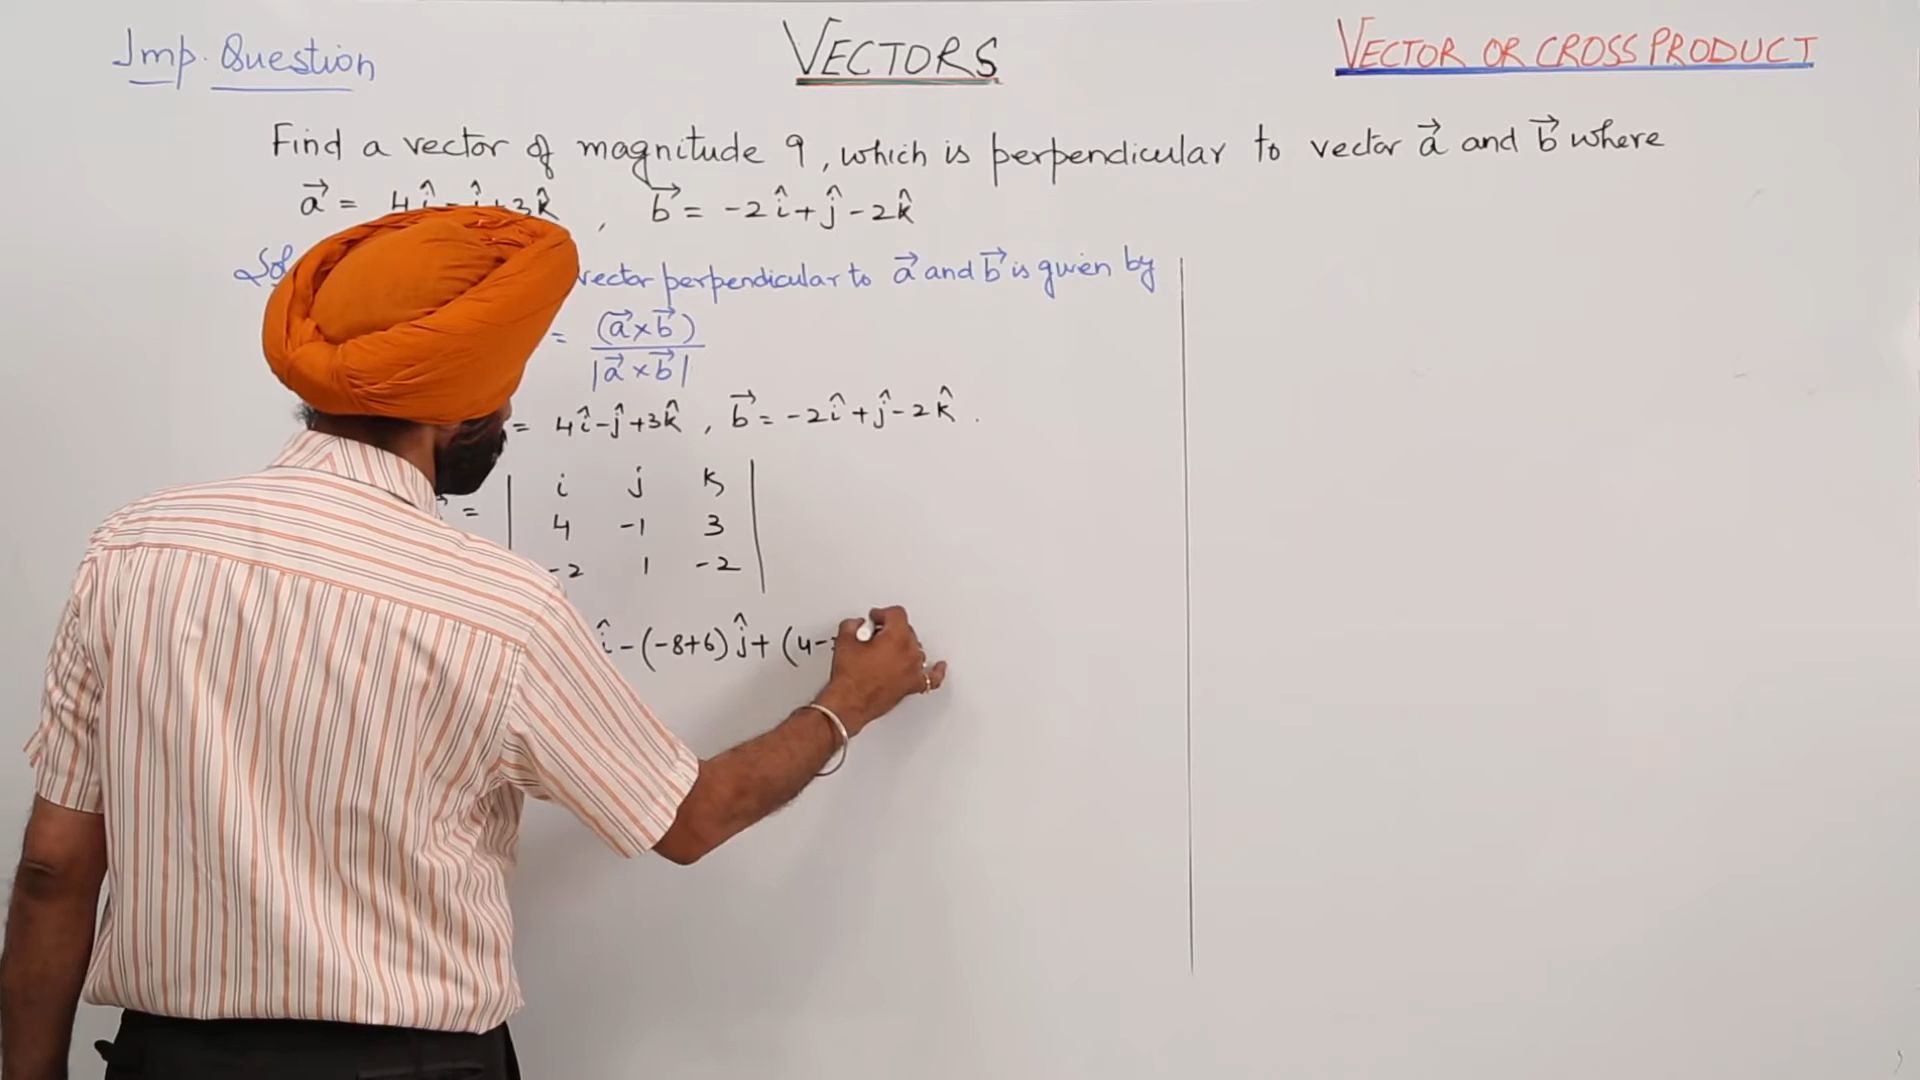 Imp. Question
VECTORS
VECTOR OR CROSS PRODUCT
Find a vector of magnitude 9, which is perpendicular to vector a⃗ and b⃗ where
a⃗ = 4î - ĵ + 3k̂ , b⃗ = -2î + ĵ - 2k̂
Sol vector perpendicular to a⃗ and b⃗ is given by
= (a⃗ × b⃗)
|a⃗ × b⃗|
= 4î - ĵ + 3k̂ , b⃗ = -2î + ĵ - 2k̂ .
= | i j k |
4 -1 3
-2 1 -2
î - (-8+6) ĵ + (4-